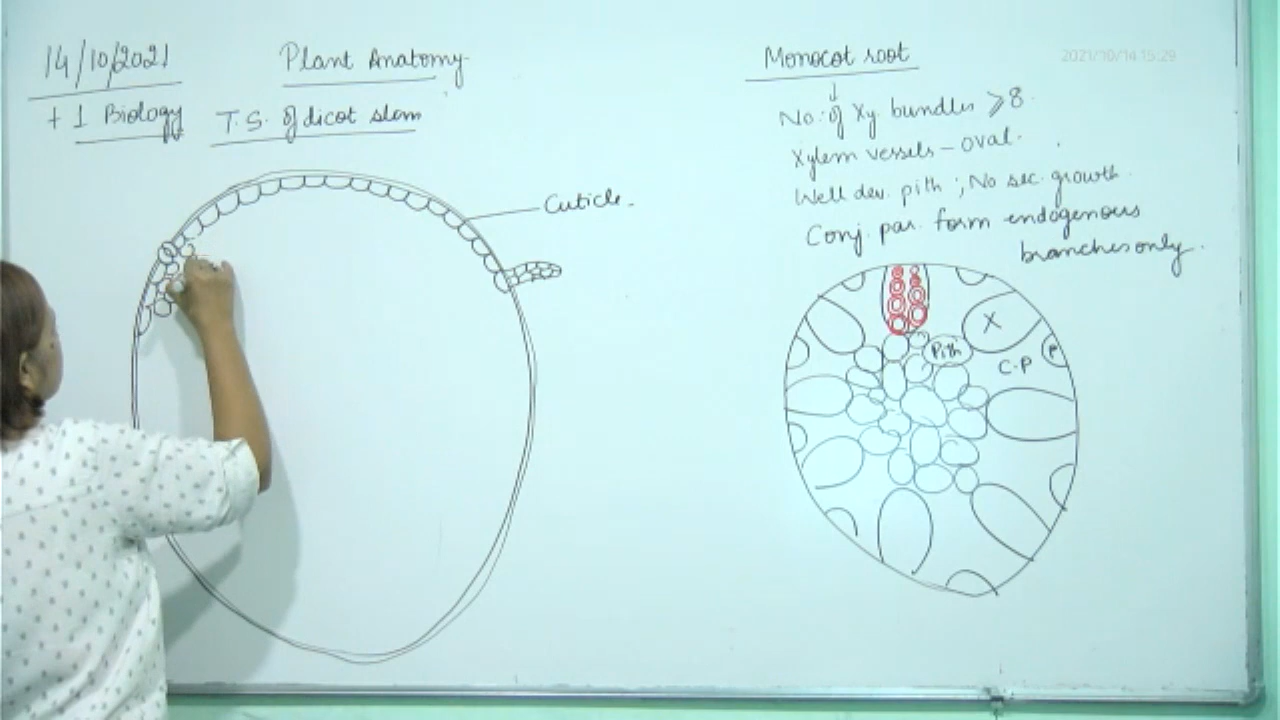 14/10/2021
Plant Anatomy
+1 Biology
T.S. of dicot stem
Cuticle.
Monocot root
2021/10/14 15:29
No: of Xy bundles ⩾8.
Xylem vessels - oval.
Well dev. pith ; No sec. growth.
Conj. par. form endogenous
branches only.
X
Pith
C.P
P